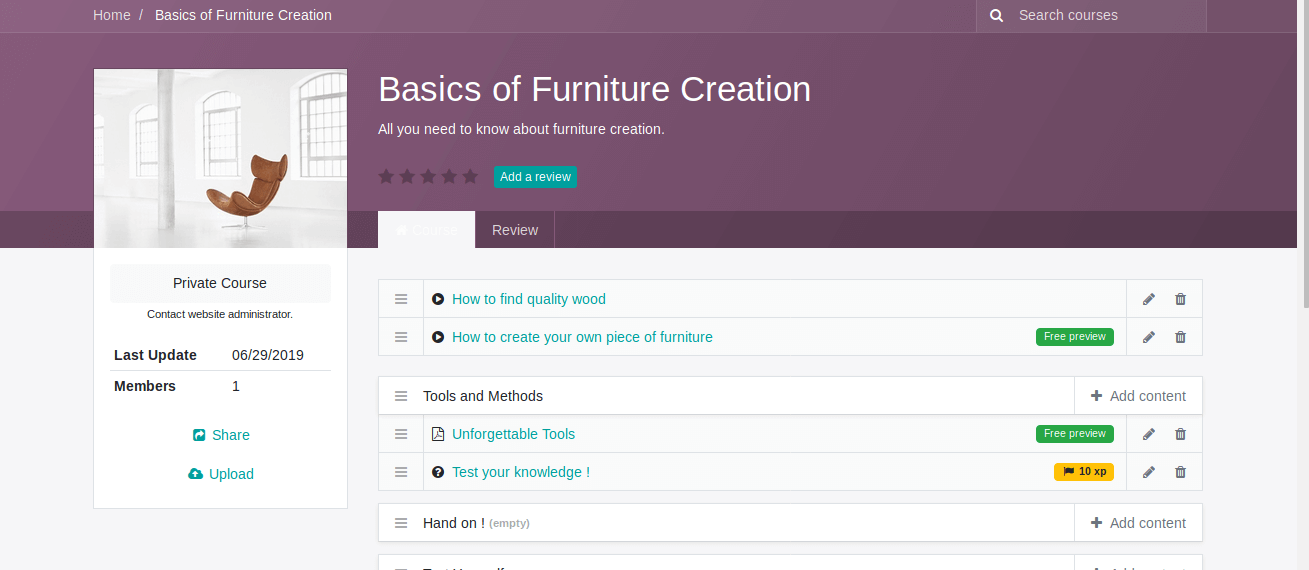 Home / Basics of Furniture Creation
Search courses
Basics of Furniture Creation
All you need to know about furniture creation.
Add a review
Course
Review
Private Course
Contact website administrator.
Last Update 06/29/2019
Members 1
Share
Upload
How to find quality wood
How to create your own piece of furniture Free preview
Tools and Methods + Add content
Unforgettable Tools Free preview
Test your knowledge ! 10 xp
Hand on ! (empty) + Add content